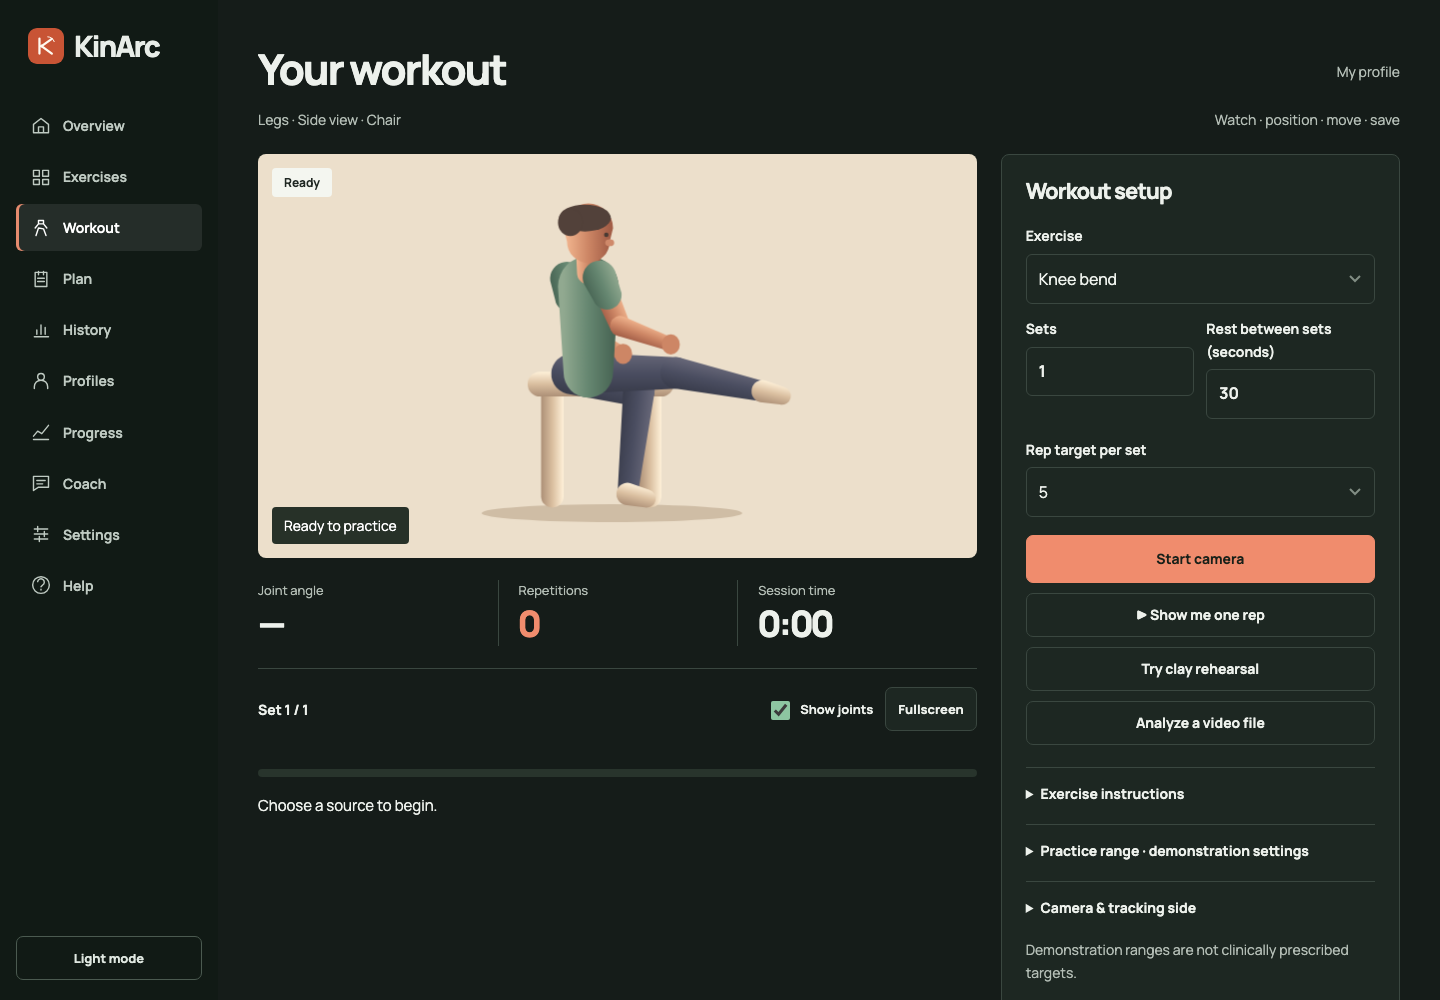 KinArc
Overview
Exercises
Workout
Plan
History
Profiles
Progress
Coach
Settings
Help
Light mode
Your workout
My profile
Legs · Side view · Chair
Watch · position · move · save
Ready
Ready to practice
Joint angle
—
Repetitions
0
Session time
0:00
Set 1 / 1
Show joints
Fullscreen
Choose a source to begin.
Workout setup
Exercise
Knee bend
Sets
1
Rest between sets
(seconds)
30
Rep target per set
5
Start camera
Show me one rep
Try clay rehearsal
Analyze a video file
Exercise instructions
Practice range · demonstration settings
Camera & tracking side
Demonstration ranges are not clinically prescribed
targets.